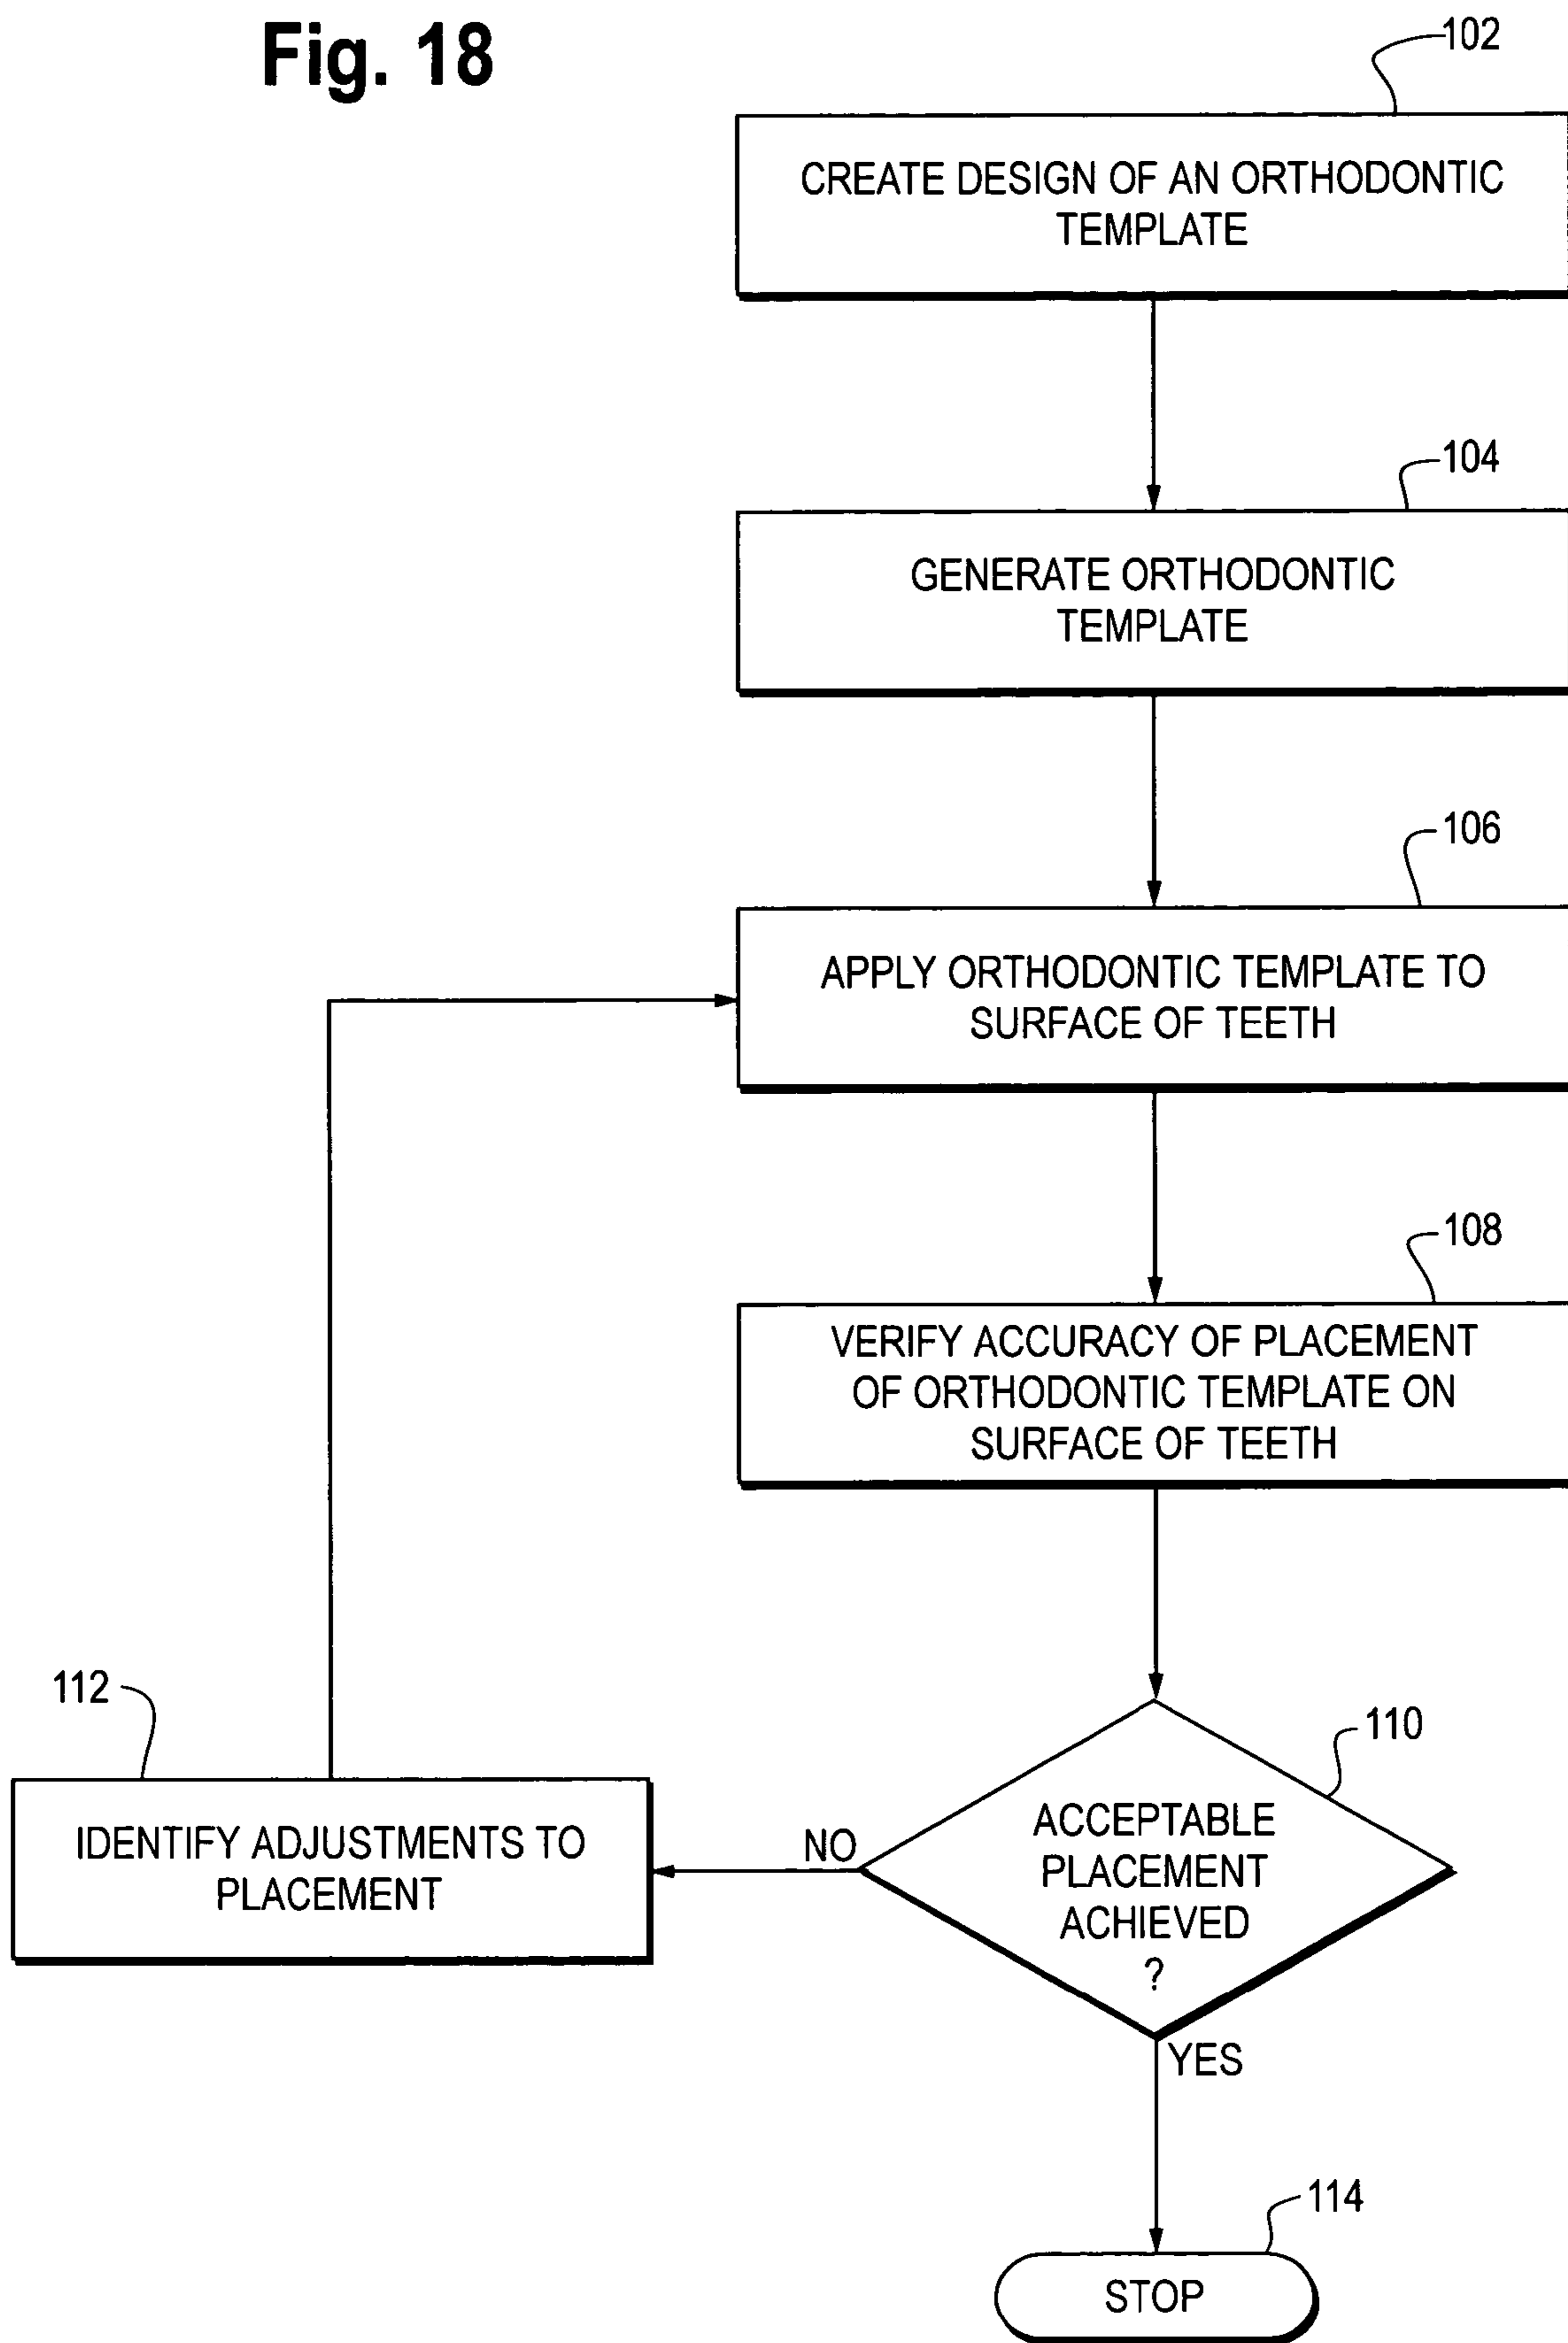 Fig. 18
102
CREATE DESIGN OF AN ORTHODONTIC
TEMPLATE
104
GENERATE ORTHODONTIC
TEMPLATE
106
APPLY ORTHODONTIC TEMPLATE TO
SURFACE OF TEETH
108
VERIFY ACCURACY OF PLACEMENT
OF ORTHODONTIC TEMPLATE ON
SURFACE OF TEETH
110
ACCEPTABLE
PLACEMENT
ACHIEVED
?
NO
112
IDENTIFY ADJUSTMENTS TO
PLACEMENT
YES
114
STOP